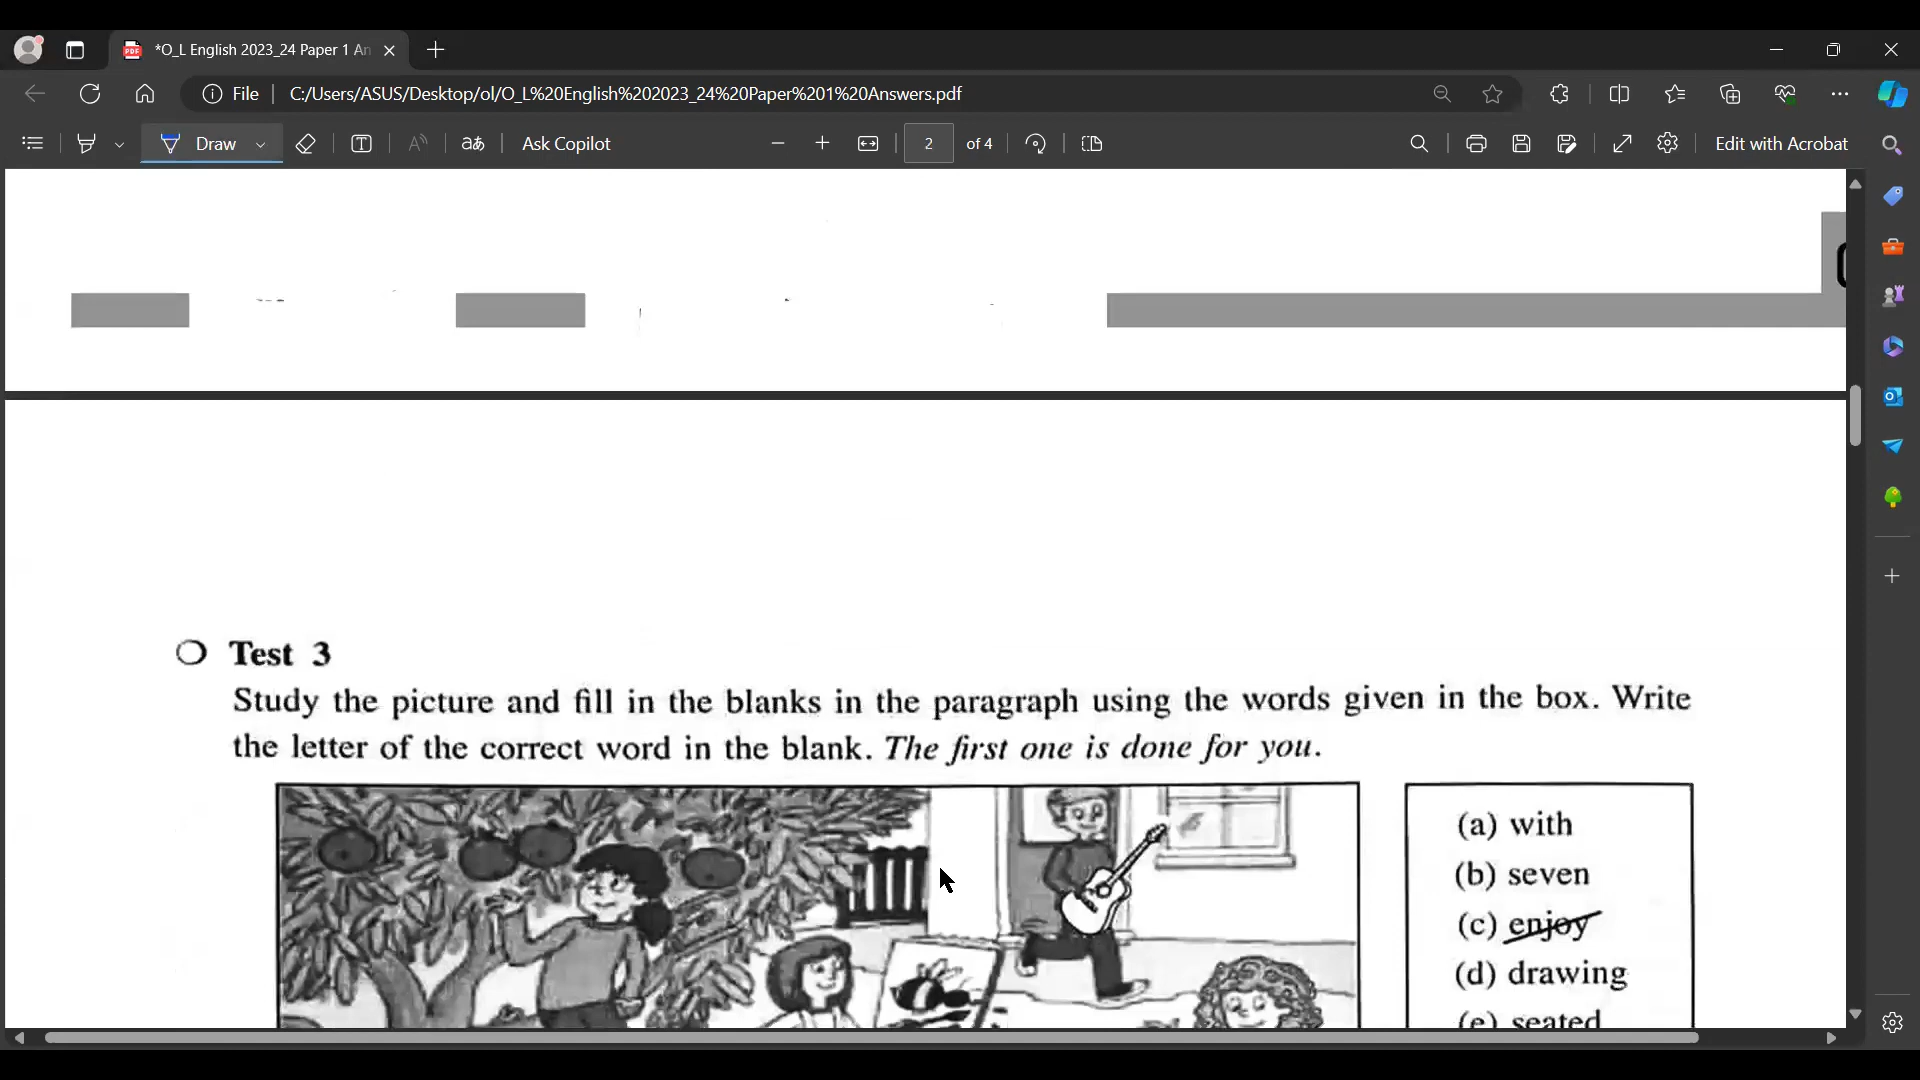 *O_L English 2023_24 Paper 1 An
File
C:/Users/ASUS/Desktop/ol/O_L%20English%202023_24%20Paper%201%20Answers.pdf
Draw
Ask Copilot
2
of 4
Edit with Acrobat
Test 3
Study the picture and fill in the blanks in the paragraph using the words given in the box. Write
the letter of the correct word in the blank. The first one is done for you.
(a) with
(b) seven
(c) enjoy
(d) drawing
(e) seated